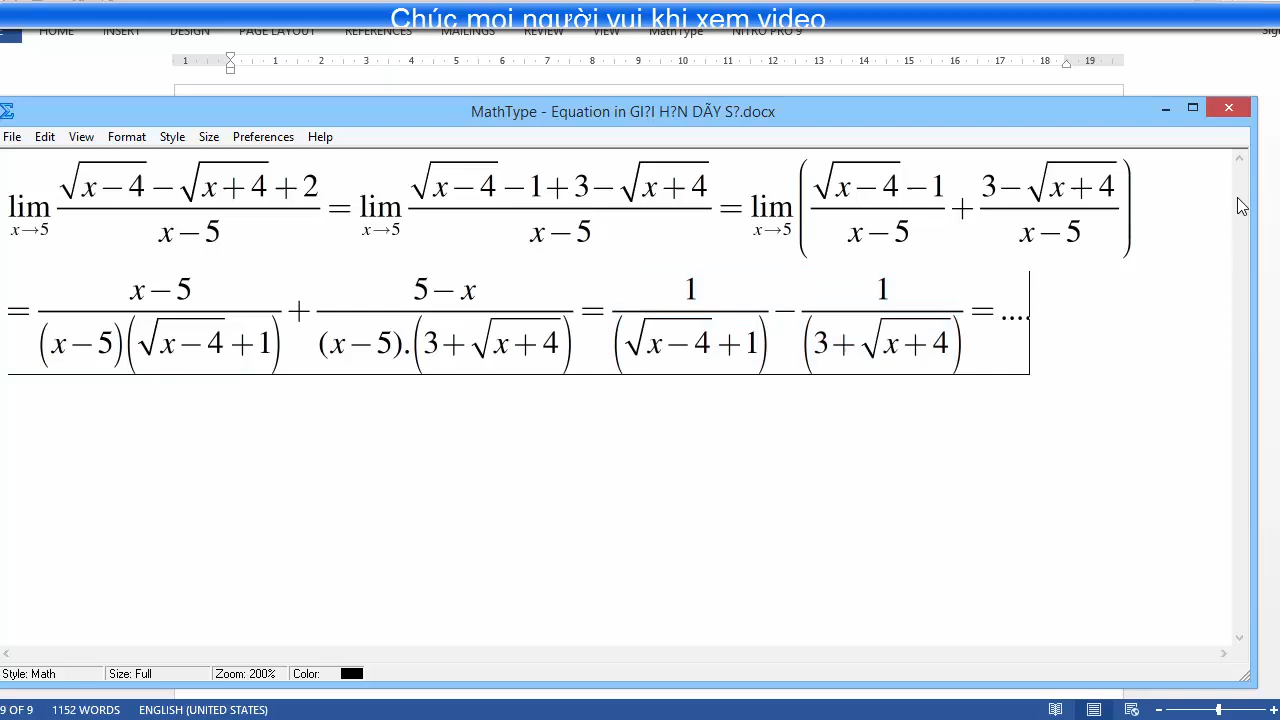 Chúc mọi người vui khi xem video
HOME INSERT DESIGN PAGE LAYOUT REFERENCES MAILINGS REVIEW VIEW MathType NITRO PRO 9
1 1 2 3 4 5 6 7 8 9 10 11 12 13 14 15 16 17 18 19
MathType - Equation in GI?I H?N DÃY S?.docx
File Edit View Format Style Size Preferences Help
lim x→5 (√(x−4) − √(x+4) + 2)/(x−5) = lim x→5 (√(x−4) − 1 + 3 − √(x+4))/(x−5) = lim x→5 ((√(x−4) − 1)/(x−5) + (3 − √(x+4))/(x−5))
= (x−5)/((x−5)(√(x−4)+1)) + (5−x)/((x−5).(3+√(x+4))) = 1/(√(x−4)+1) − 1/(3+√(x+4)) = ....
Style: Math Size: Full Zoom: 200% Color:
9 OF 9 1152 WORDS ENGLISH (UNITED STATES)